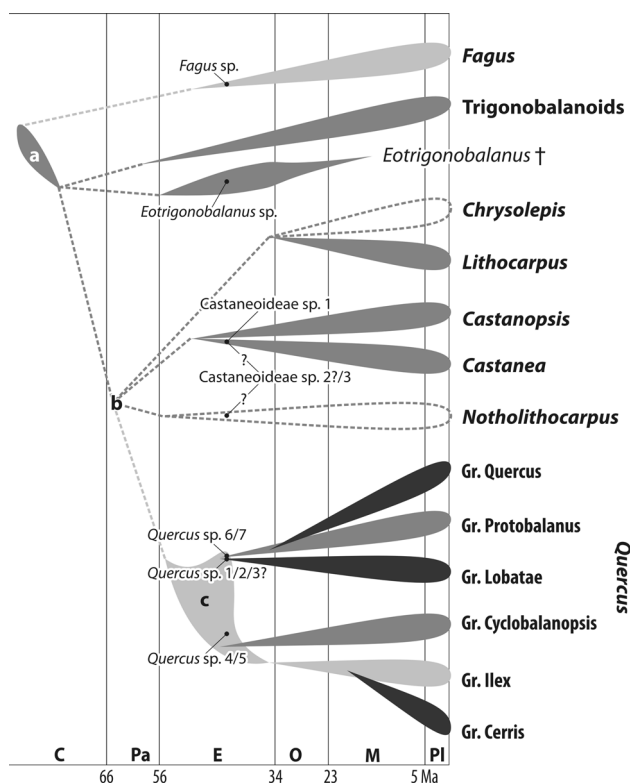 Fagus sp.
Fagus
Trigonobalanoids
a
Eotrigonobalanus †
Eotrigonobalanus sp.
Chrysolepis
Lithocarpus
Castaneoideae sp. 1
Castanopsis
?
Castanea
Castaneoideae sp. 2?/3
?
b
Notholithocarpus
Gr. Quercus
Quercus sp. 6/7
Gr. Protobalanus
Quercus sp. 1/2/3?
Gr. Lobatae
Quercus
c
Gr. Cyclobalanopsis
Quercus sp. 4/5
Gr. Ilex
Gr. Cerris
C Pa E O M Pl
66 56 34 23 5 Ma